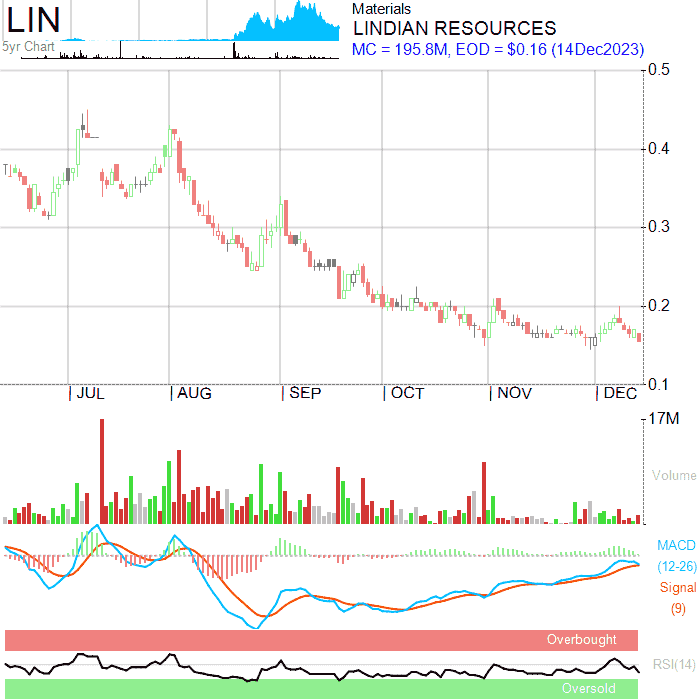 LIN
5yr Chart
Materials
LINDIAN RESOURCES
MC = 195.8M, EOD = $0.16 (14Dec2023)
0.5
0.4
0.3
0.2
0.1
JUL AUG SEP OCT NOV DEC
17M
Volume
MACD
(12-26)
Signal
(9)
Overbought
RSI(14)
Oversold